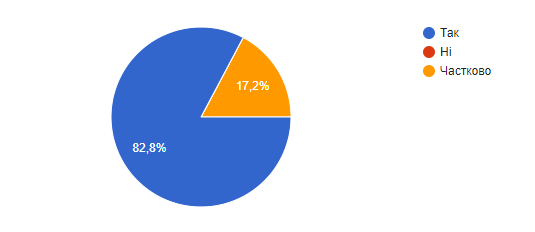 Так
Ні
Частково
17,2%
82,8%